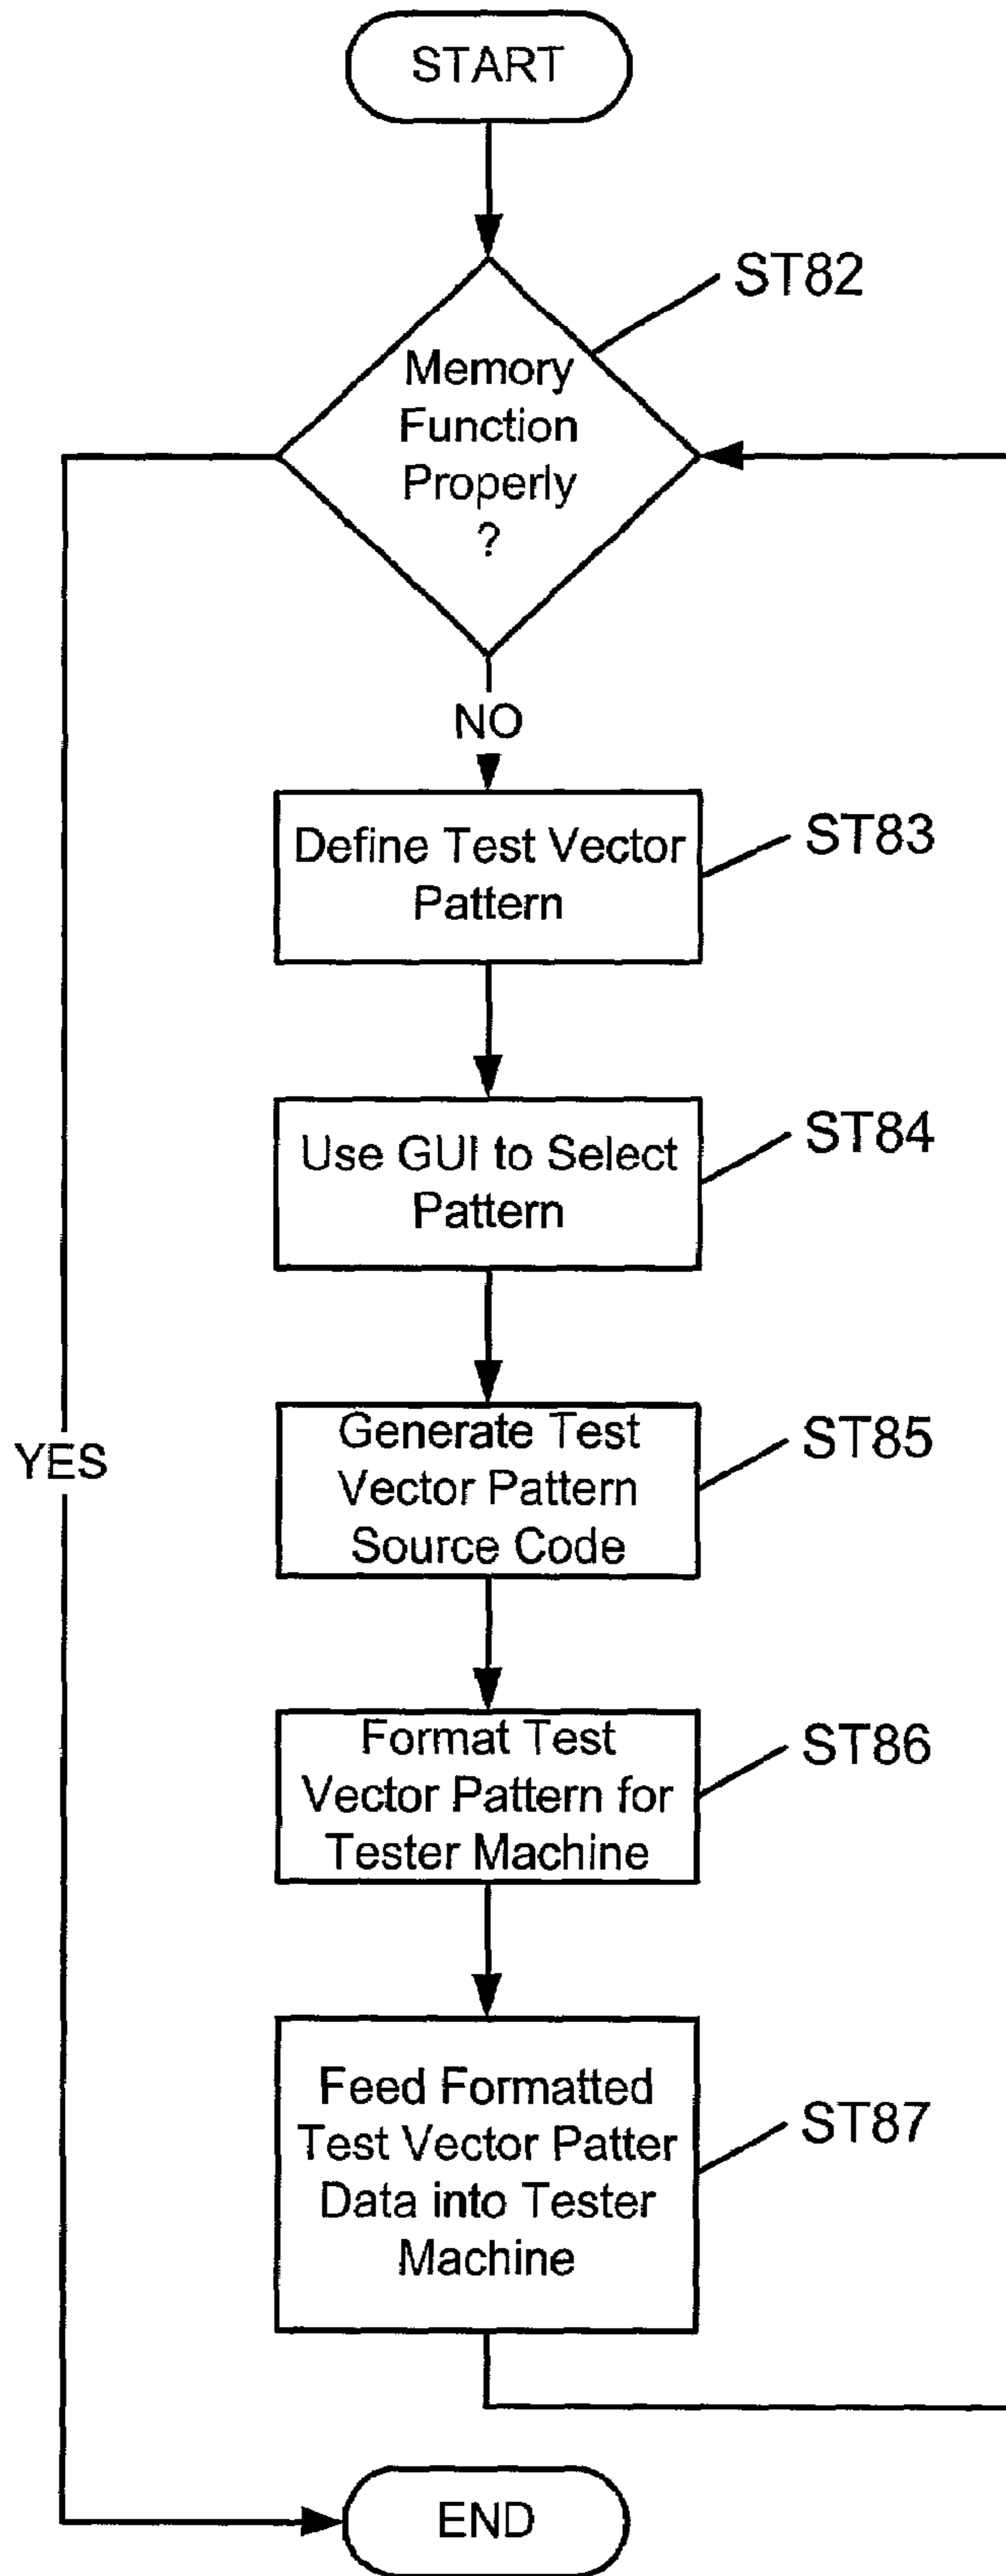 START
ST82
Memory
Function
Properly
?
NO
Define Test Vector
Pattern
ST83
Use GUI to Select
Pattern
ST84
Generate Test
Vector Pattern
Source Code
ST85
YES
Format Test
Vector Pattern for
Tester Machine
ST86
Feed Formatted
Test Vector Patter
Data into Tester
Machine
ST87
END